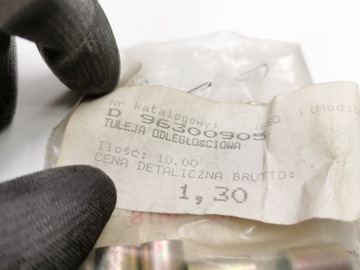 Nr katalogowy:
D 96300905
TULEJA ODLEGŁOŚCIOWA
Ilość: 10.00
CENA DETALICZNA BRUTTO:
1,30